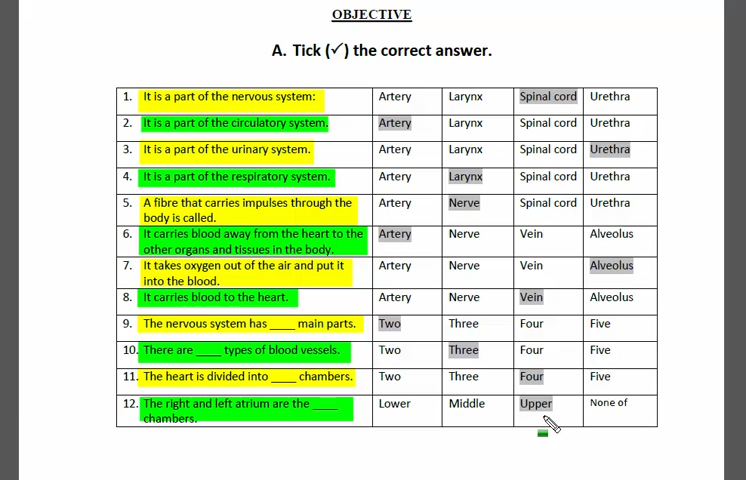 OBJECTIVE
A. Tick (✓) the correct answer.
1. It is a part of the nervous system: Artery Larynx Spinal cord Urethra
2. It is a part of the circulatory system. Artery Larynx Spinal cord Urethra
3. It is a part of the urinary system. Artery Larynx Spinal cord Urethra
4. It is a part of the respiratory system. Artery Larynx Spinal cord Urethra
5. A fibre that carries impulses through the Artery Nerve Spinal cord Urethra
body is called.
6. It carries blood away from the heart to the Artery Nerve Vein Alveolus
other organs and tissues in the body.
7. It takes oxygen out of the air and put it Artery Nerve Vein Alveolus
into the blood.
8. It carries blood to the heart. Artery Nerve Vein Alveolus
9. The nervous system has ____ main parts. Two Three Four Five
10. There are ____ types of blood vessels. Two Three Four Five
11. The heart is divided into ____ chambers. Two Three Four Five
12. The right and left atrium are the ____ Lower Middle Upper None of
chambers.